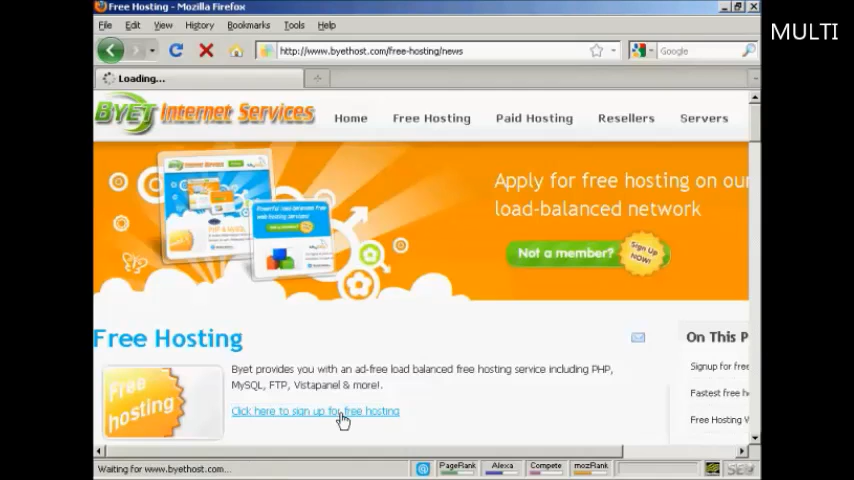 Free Hosting - Mozilla Firefox
MULTI
File Edit View History Bookmarks Tools Help
http://www.byethost.com/free-hosting/news
Google
Loading...
BYET Internet Services
Home Free Hosting Paid Hosting Resellers Servers
Apply for free hosting on our
load-balanced network
Not a member? Sign Up NOW!
Free Hosting
On This P
Free hosting
Byet provides you with an ad-free load balanced free hosting service including PHP,
MySQL, FTP, Vistapanel & more!.
Click here to sign up for free hosting
Signup for free
Fastest free h
Free Hosting V
Waiting for www.byethost.com...
PageRank Alexa Compete mozRank
SEO